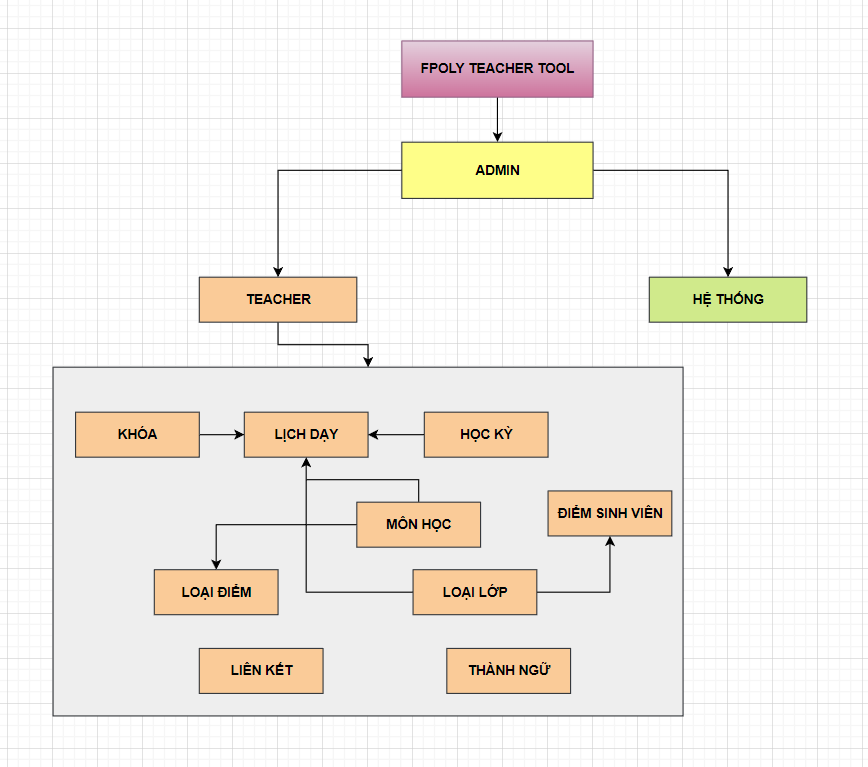 FPOLY TEACHER TOOL
ADMIN
TEACHER
HỆ THỐNG
KHÓA
LỊCH DẠY
HỌC KỲ
MÔN HỌC
ĐIỂM SINH VIÊN
LOẠI ĐIỂM
LOẠI LỚP
LIÊN KẾT
THÀNH NGỮ